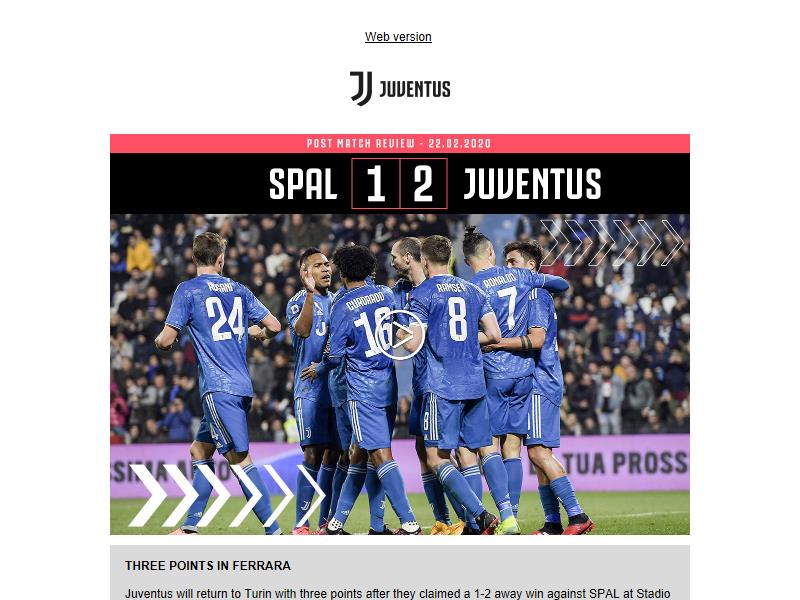 Web version
JUVENTUS
POST MATCH REVIEW - 22.02.2020
SPAL 1 2 JUVENTUS
24
CUADRADO
16
RAMSEY
8
RONALDO
7
8
TUA PROSS
THREE POINTS IN FERRARA
Juventus will return to Turin with three points after they claimed a 1-2 away win against SPAL at Stadio